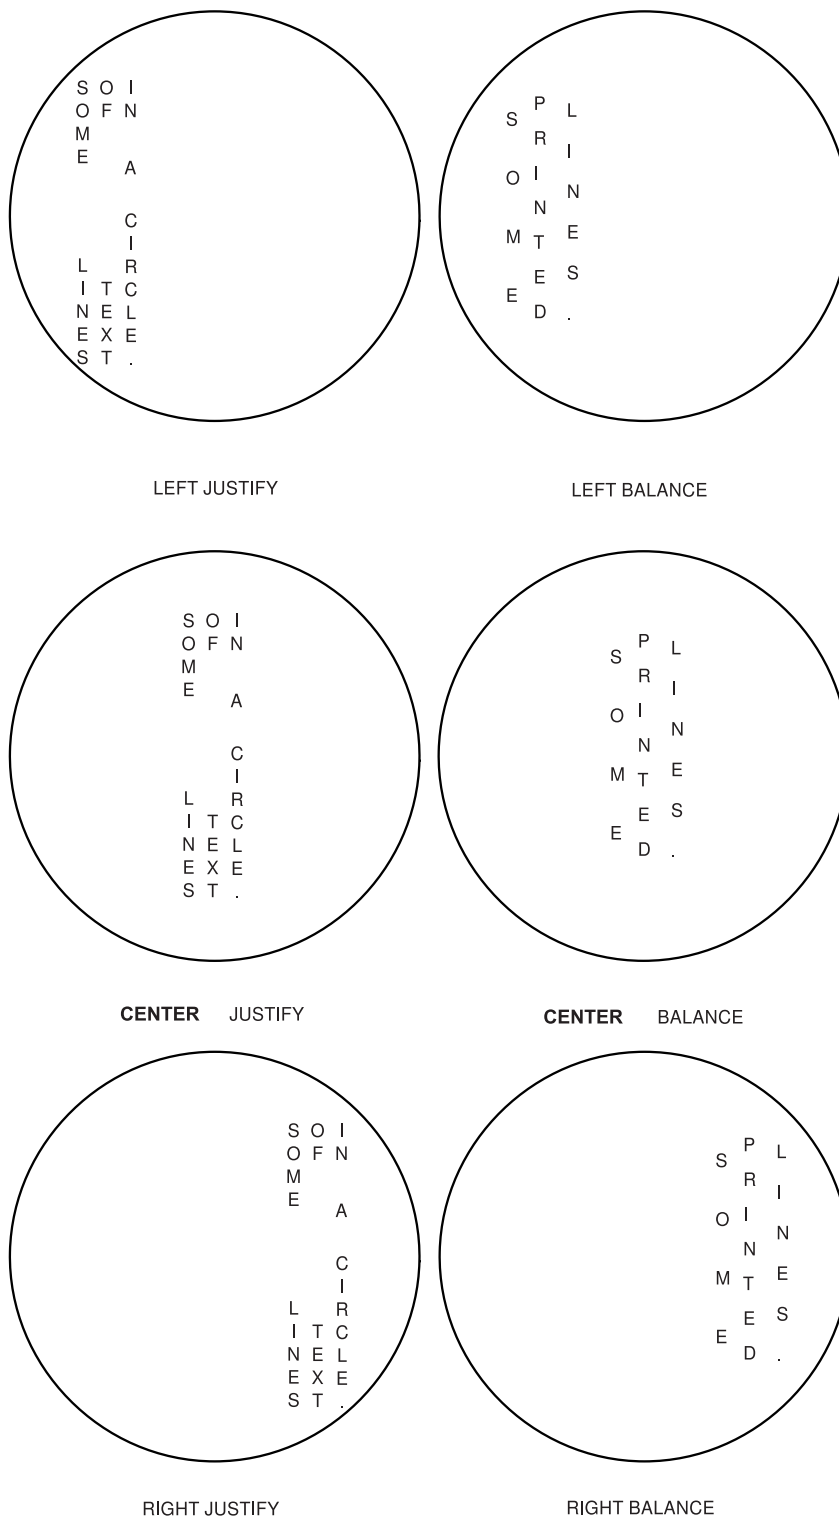 SOME LINES
OF TEXT
IN A CIRCLE.
SOME
PRINTED
LINES.
LEFT JUSTIFY
LEFT BALANCE
SOME LINES
OF TEXT
IN A CIRCLE.
SOME
PRINTED
LINES.
CENTER JUSTIFY
CENTER BALANCE
SOME LINES
OF TEXT
IN A CIRCLE.
SOME
PRINTED
LINES.
RIGHT JUSTIFY
RIGHT BALANCE